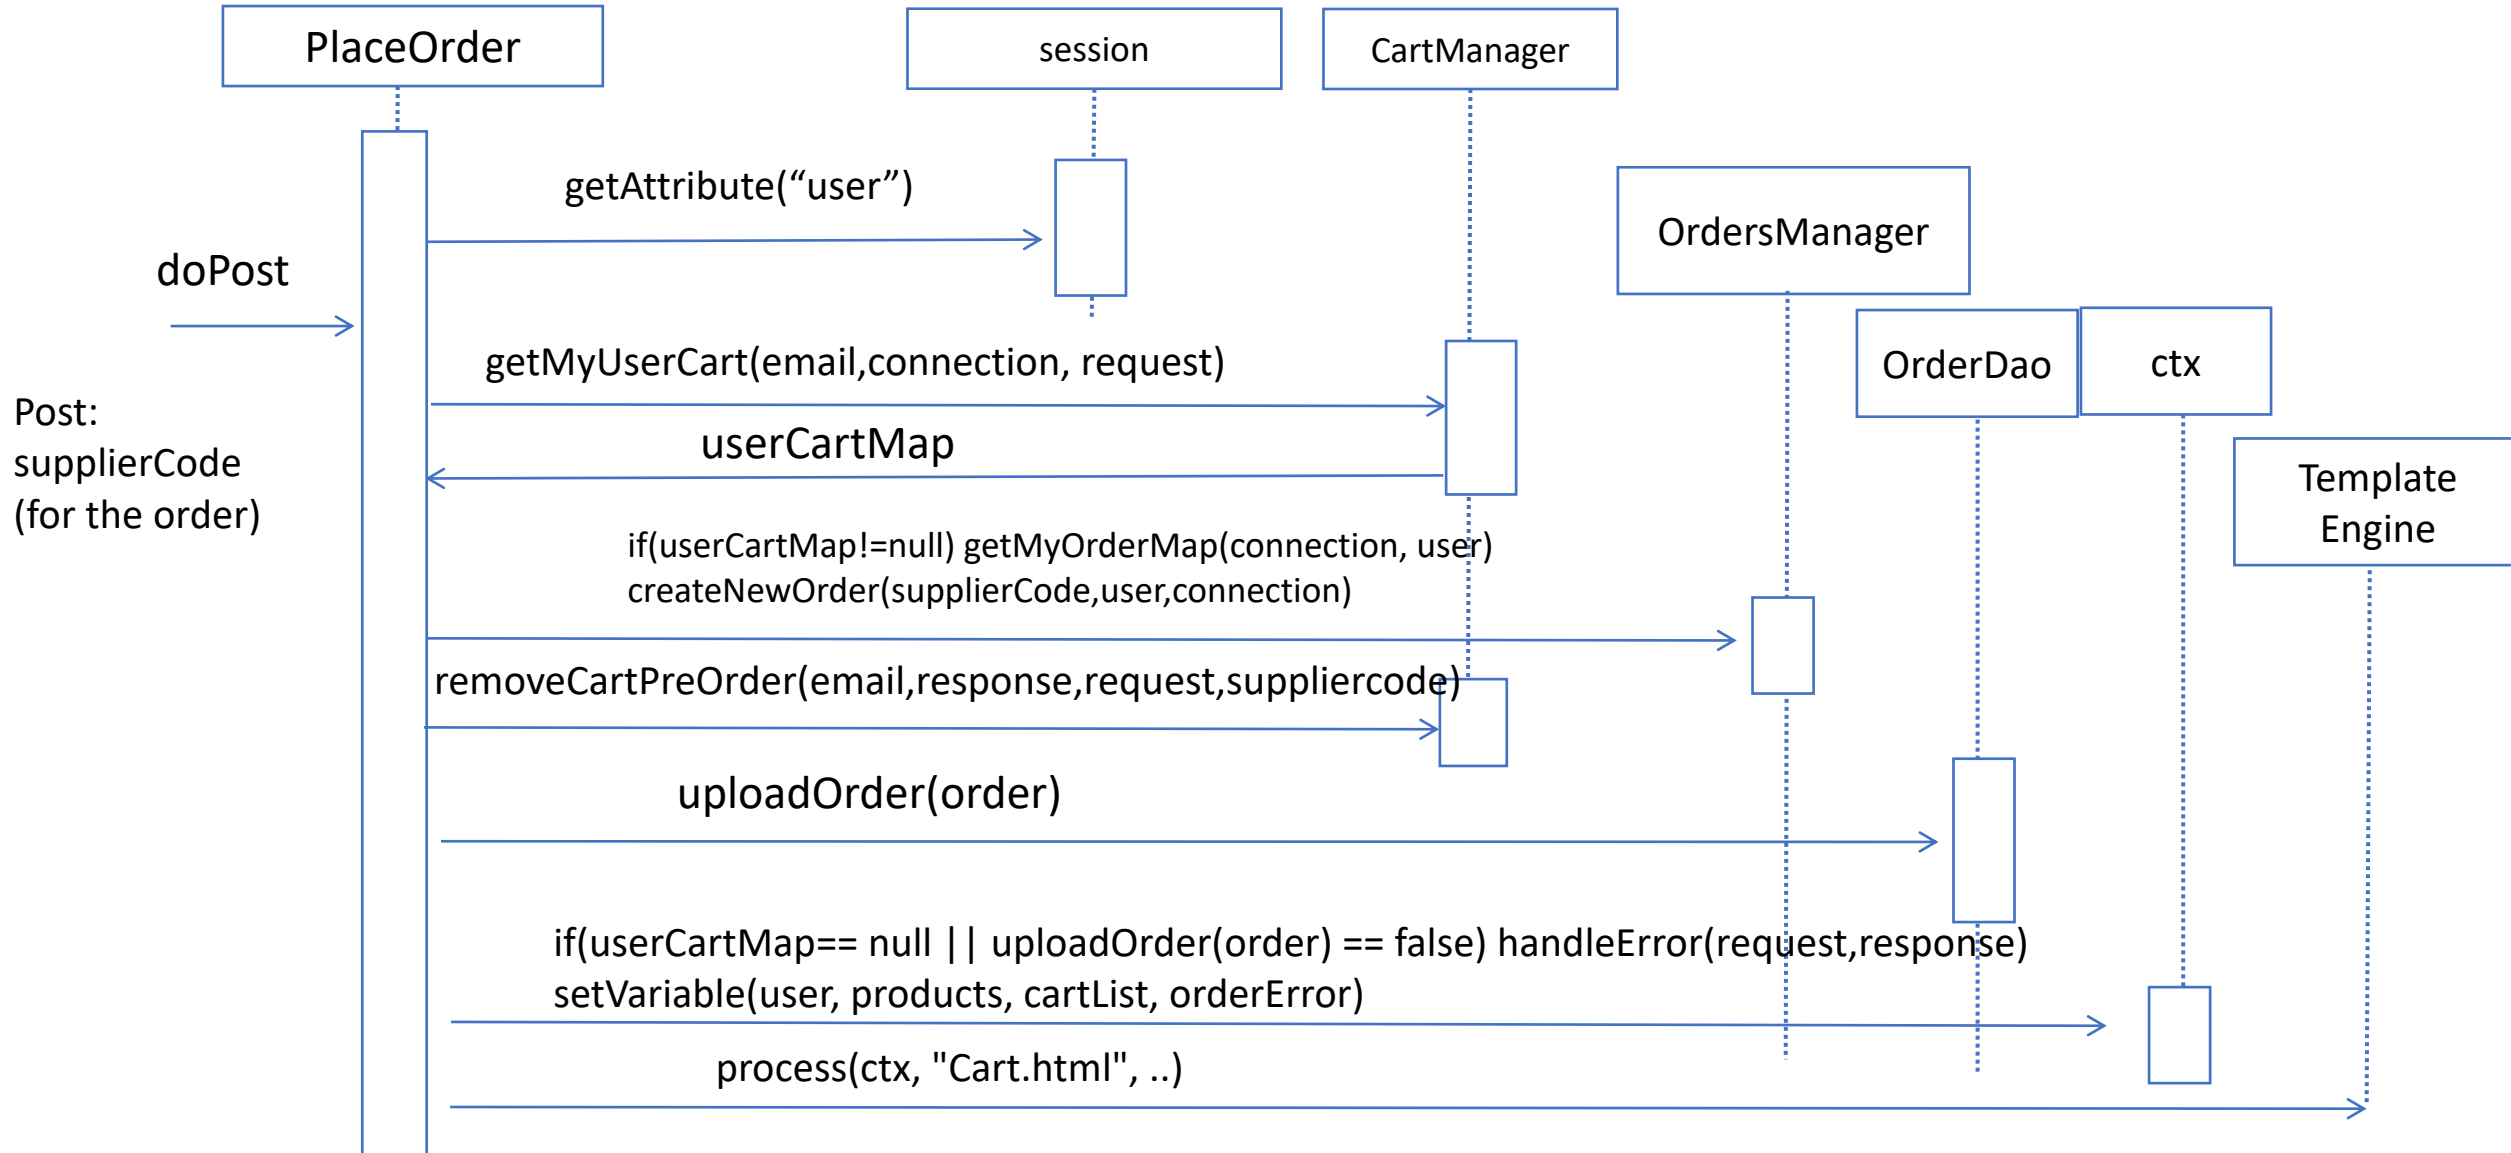 PlaceOrder
session
CartManager
getAttribute(“user”)
OrdersManager
doPost
getMyUserCart(email,connection, request)
OrderDao
ctx
Post:
supplierCode
(for the order)
userCartMap
Template
Engine
if(userCartMap!=null) getMyOrderMap(connection, user)
createNewOrder(supplierCode,user,connection)
removeCartPreOrder(email,response,request,suppliercode)
uploadOrder(order)
if(userCartMap== null || uploadOrder(order) == false) handleError(request,response)
setVariable(user, products, cartList, orderError)
process(ctx, "Cart.html", ..)